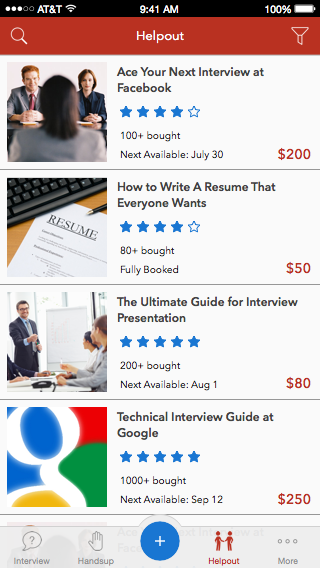 AT&T 9:41 AM 100%
Helpout
Ace Your Next Interview at
Facebook
100+ bought
Next Available: July 30 $200
RESUME
How to Write A Resume That
Everyone Wants
80+ bought
Fully Booked $50
The Ultimate Guide for Interview
Presentation
200+ bought
Next Available: Aug 1 $80
Technical Interview Guide at
Google
1000+ bought
Next Available: Sep 12 $250
Interview Handsup + Helpout More